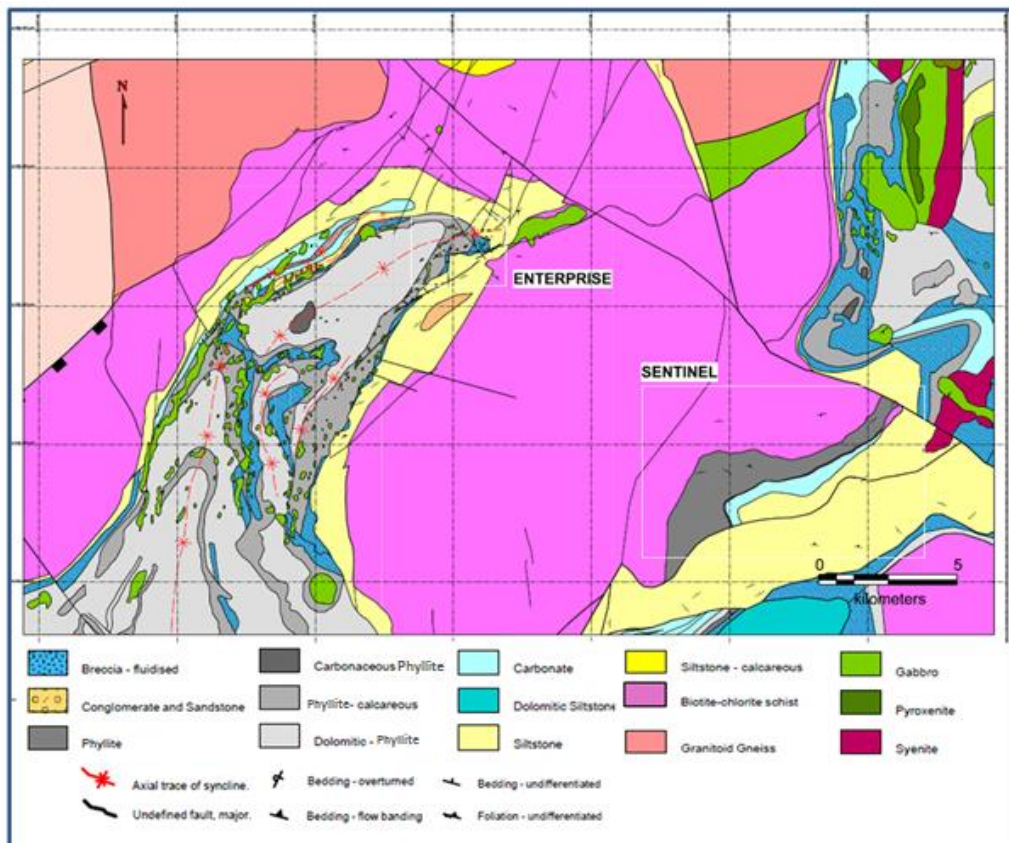 N
ENTERPRISE
SENTINEL
0 5
kilometers
Breccia - fluidised
Carbonaceous Phyllite
Carbonate
Siltstone - calcareous
Gabbro
Conglomerate and Sandstone
Phyllite- calcareous
Dolomitic Siltstone
Biotite-chlorite schist
Pyroxenite
Phyllite
Dolomitic - Phyllite
Siltstone
Granitoid Gneiss
Syenite
Axial trace of syncline.
Bedding - overturned
Bedding - undifferentiated
Undefined fault, major.
Bedding - flow banding
Foliation - undifferentiated